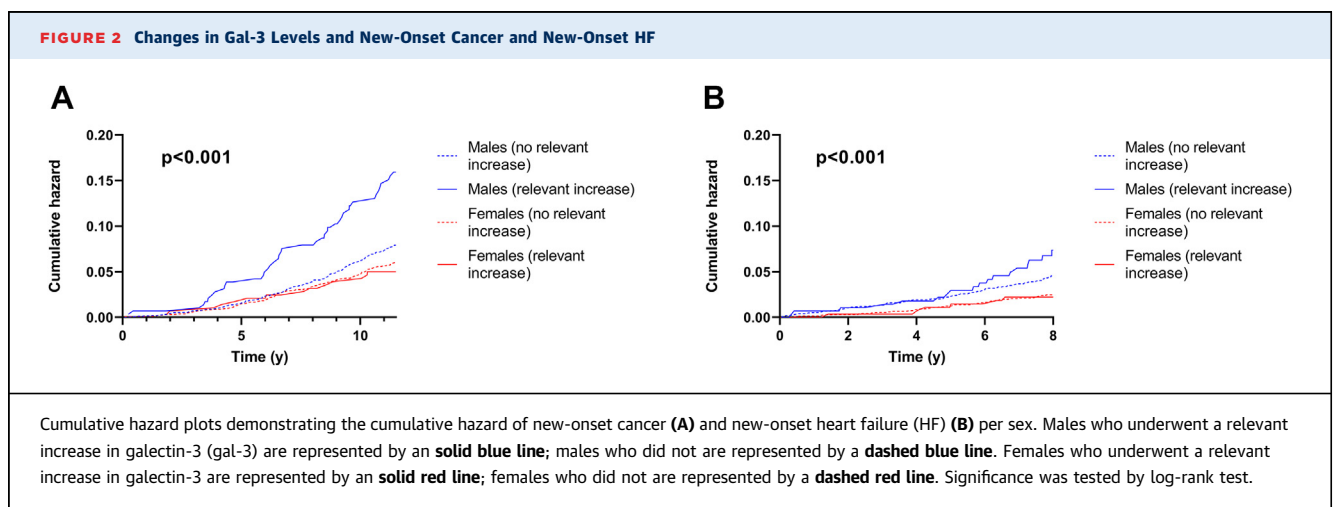 FIGURE 2 Changes in Gal-3 Levels and New-Onset Cancer and New-Onset HF
A
0.20
0.15
0.10
0.05
0.00
Cumulative hazard
p<0.001
0 5 10
Time (y)
Males (no relevant
increase)
Males (relevant increase)
Females (no relevant
increase)
Females (relevant
increase)
B
0.20
0.15
0.10
0.05
0.00
Cumulative hazard
p<0.001
0 2 4 6 8
Time (y)
Males (no relevant
increase)
Males (relevant increase)
Females (no relevant
increase)
Females (relevant
increase)
Cumulative hazard plots demonstrating the cumulative hazard of new-onset cancer (A) and new-onset heart failure (HF) (B) per sex. Males who underwent a relevant
increase in galectin-3 (gal-3) are represented by an solid blue line; males who did not are represented by a dashed blue line. Females who underwent a relevant
increase in galectin-3 are represented by an solid red line; females who did not are represented by a dashed red line. Significance was tested by log-rank test.